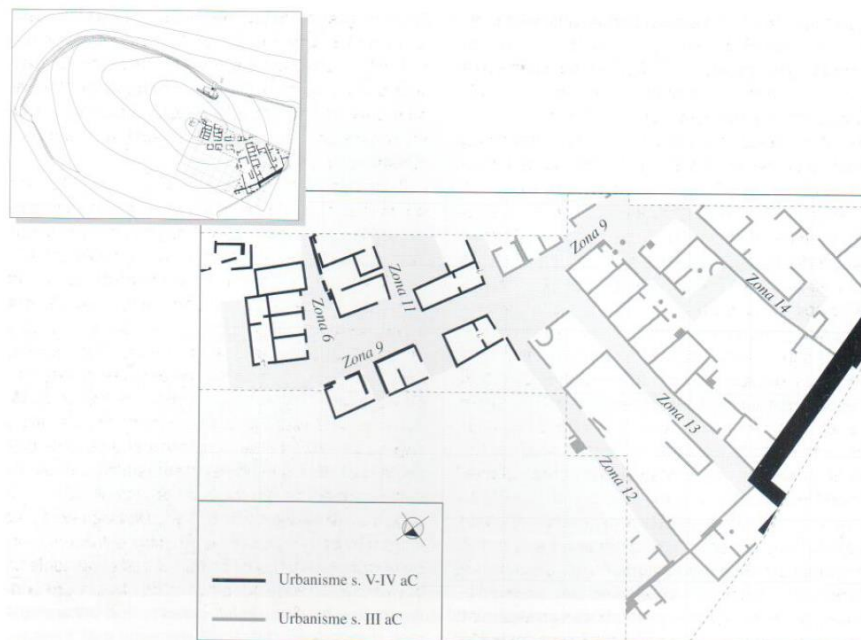 Zona 9
Zona 14
Zona 11
Zona 6
Zona 9
Zona 13
Zona 12
Urbanisme s. V-IV aC
Urbanisme s. III aC